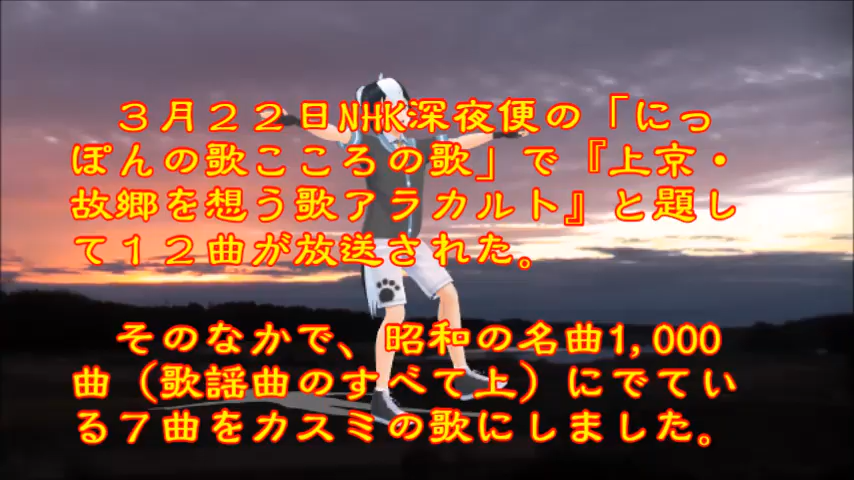 ３月２２日NHK深夜便の「にっ
ぽんの歌こころの歌」で『上京・
故郷を想う歌アラカルト』と題し
て１２曲が放送された。
そのなかで、昭和の名曲1,000
曲（歌謡曲のすべて上）にでてい
る７曲をカスミの歌にしました。